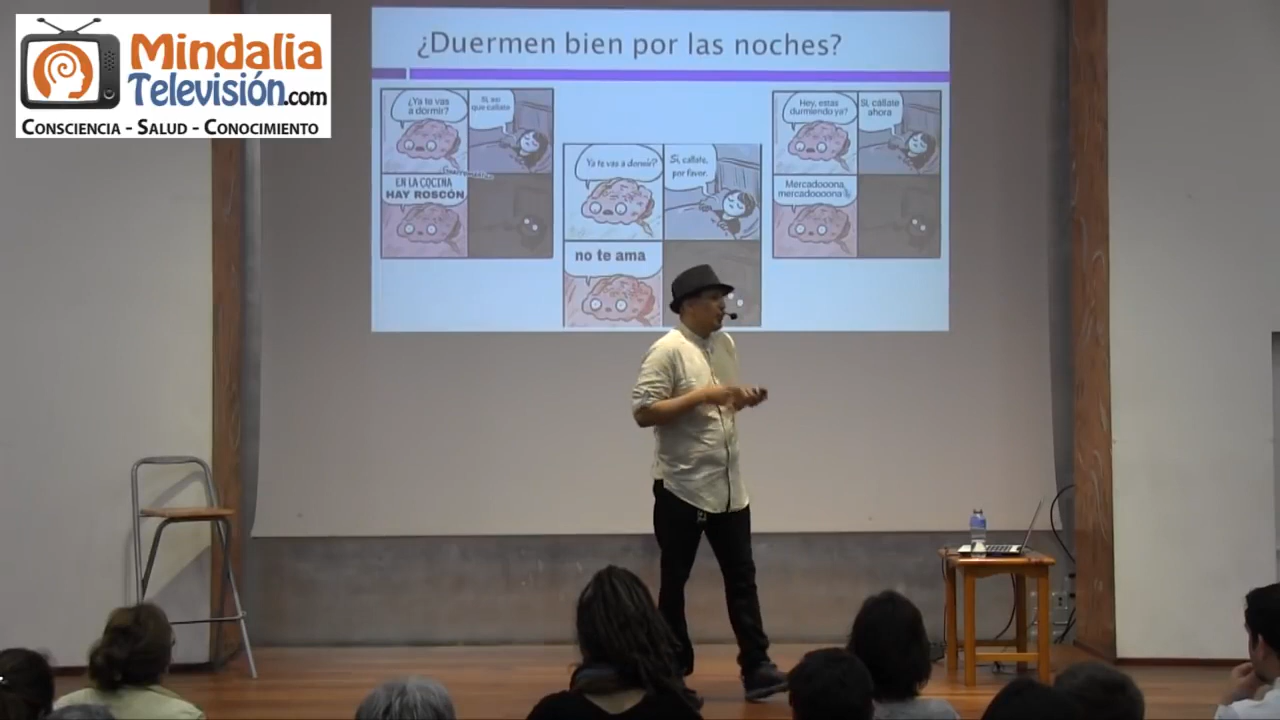 Mindalia
Televisión.com
CONSCIENCIA - SALUD - CONOCIMIENTO
¿Duermen bien por las noches?
¿Ya te vas
a dormir?
Sí, así
que cállate
EN LA COCINA
HAY ROSCÓN
Ya te vas a dormir?
Sí, cállate,
por favor.
no te ama
Hey, estas
durmiendo ya?
Sí, cállate
ahora
Mercadooona,
mercadoooona